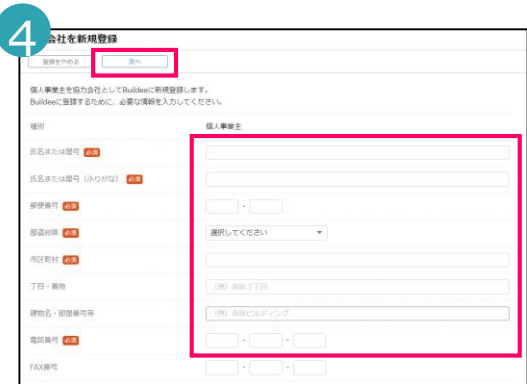 4
会社を新規登録
登録をやめる
次へ
個人事業主を協力会社としてBuildeeに新規登録します。
Buildeeに登録するために、必要な情報を入力してください。
種別 個人事業主
氏名または屋号 必須
氏名または屋号（ふりがな） 必須
郵便番号 必須 -
都道府県 必須 選択してください
市区町村 必須
丁目・番地 (例) 赤坂３丁目
建物名・部屋番号等 (例) 赤坂ビルディング
電話番号 必須 - -
FAX番号 - -